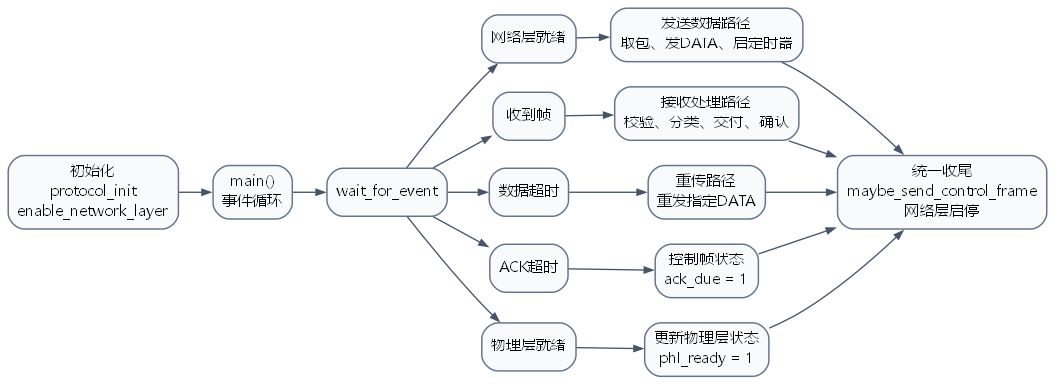 初始化
protocol_init
enable_network_layer
main()
事件循环
wait_for_event
网络层就绪
收到帧
数据超时
ACK超时
物理层就绪
发送数据路径
取包、发DATA、启定时器
接收处理路径
校验、分类、交付、确认
重传路径
重发指定DATA
控制帧状态
ack_due = 1
更新物理层状态
phl_ready = 1
统一收尾
maybe_send_control_frame
网络层启停